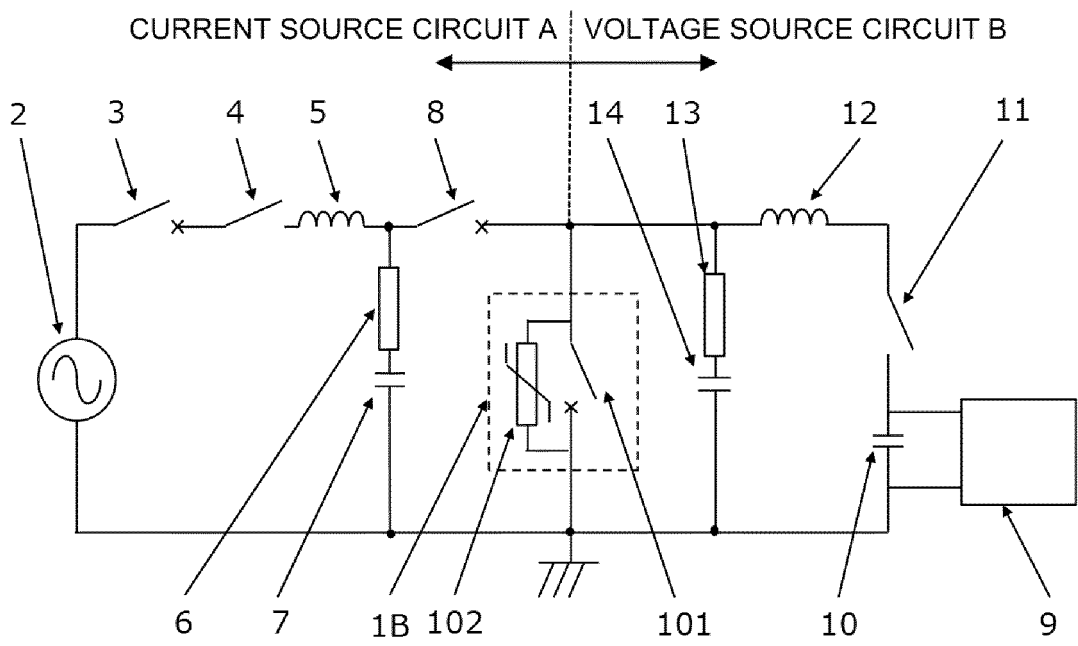 CURRENT SOURCE CIRCUIT A VOLTAGE SOURCE CIRCUIT B
2 3 4 5 8 14 13 12 11
6 7 1B 102 101 10 9